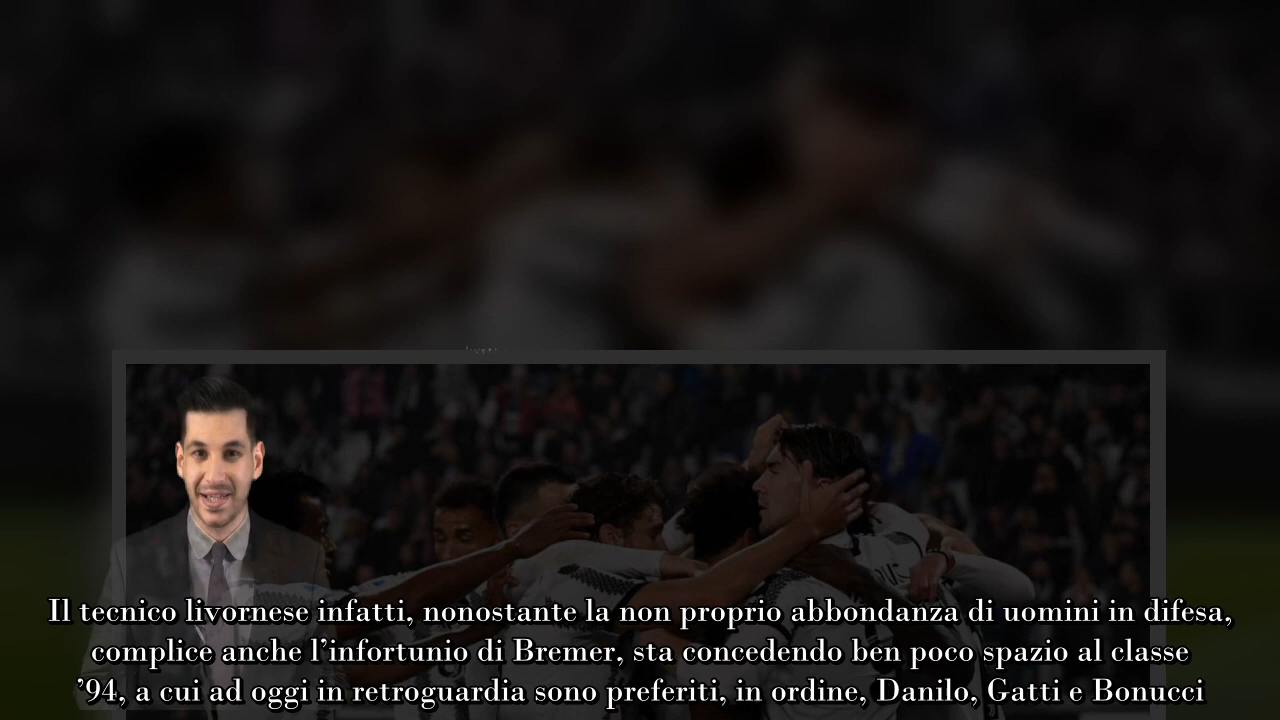 Il tecnico livornese infatti, nonostante la non proprio abbondanza di uomini in difesa,
complice anche l’infortunio di Bremer, sta concedendo ben poco spazio al classe
’94, a cui ad oggi in retroguardia sono preferiti, in ordine, Danilo, Gatti e Bonucci